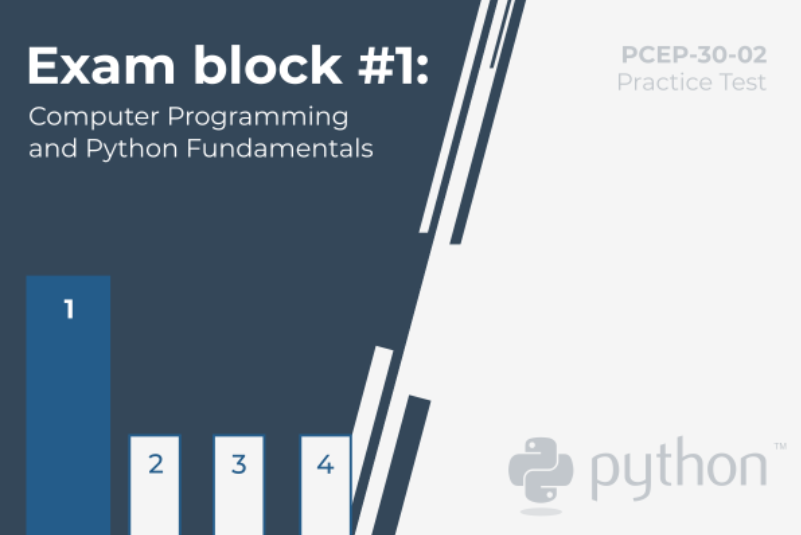 Exam block #1:
Computer Programming
and Python Fundamentals
PCEP-30-02
Practice Test
1
2
3
4
python™